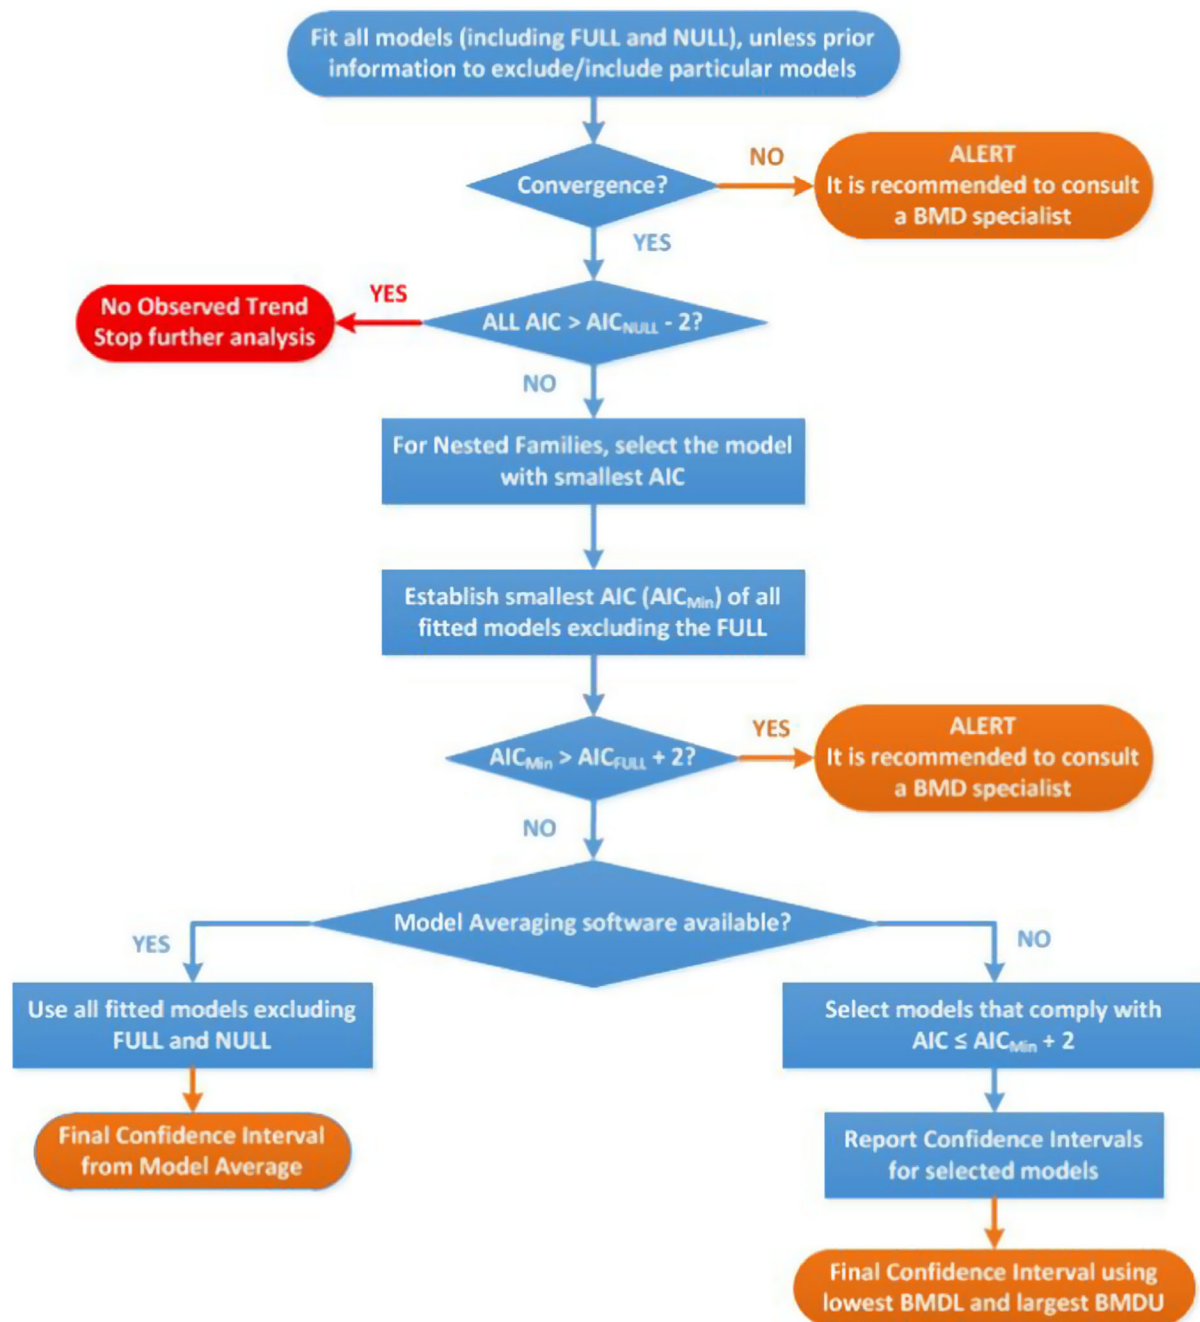 Fit all models (including FULL and NULL), unless prior
information to exclude/include particular models
NO
ALERT
It is recommended to consult
a BMD specialist
Convergence?
YES
YES
No Observed Trend
Stop further analysis
ALL AIC > AIC_NULL - 2?
NO
For Nested Families, select the model
with smallest AIC
Establish smallest AIC (AIC_Min) of all
fitted models excluding the FULL
YES
ALERT
It is recommended to consult
a BMD specialist
AIC_Min > AIC_FULL + 2?
NO
Model Averaging software available?
YES
NO
Use all fitted models excluding
FULL and NULL
Select models that comply with
AIC ≤ AIC_Min + 2
Final Confidence Interval
from Model Average
Report Confidence Intervals
for selected models
Final Confidence Interval using
lowest BMDL and largest BMDU